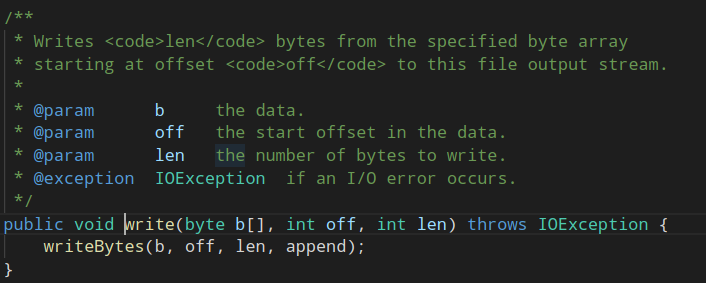 /**
 * Writes <code>len</code> bytes from the specified byte array
 * starting at offset <code>off</code> to this file output stream.
 *
 * @param      b     the data.
 * @param      off   the start offset in the data.
 * @param      len   the number of bytes to write.
 * @exception  IOException  if an I/O error occurs.
 */
public void write(byte b[], int off, int len) throws IOException {
    writeBytes(b, off, len, append);
}